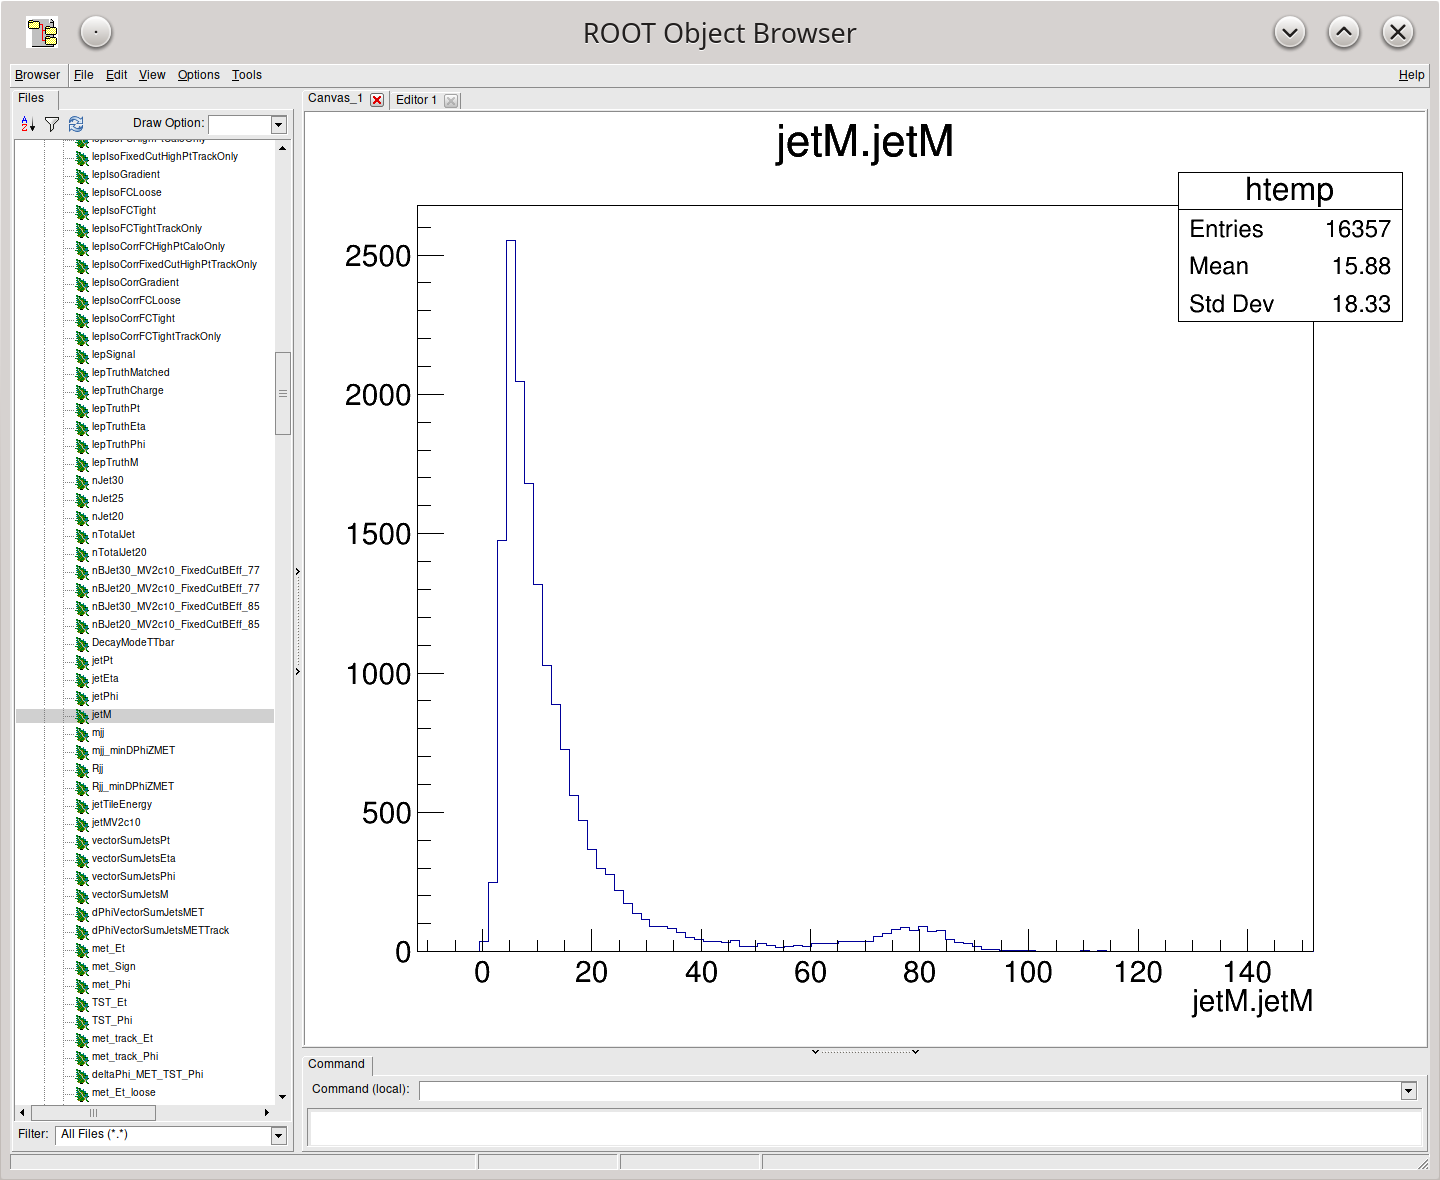 ROOT Object Browser
Browser File Edit View Options Tools Help
Files
Draw Option:
lepIsoFixedCutHighPtTrackOnly
lepIsoGradient
lepIsoFCLoose
lepIsoFCTight
lepIsoFCTightTrackOnly
lepIsoCorrFCHighPtCaloOnly
lepIsoCorrFixedCutHighPtTrackOnly
lepIsoCorrGradient
lepIsoCorrFCLoose
lepIsoCorrFCTight
lepIsoCorrFCTightTrackOnly
lepSignal
lepTruthMatched
lepTruthCharge
lepTruthPt
lepTruthEta
lepTruthPhi
lepTruthM
nJet30
nJet25
nJet20
nTotalJet
nTotalJet20
nBJet30_MV2c10_FixedCutBEff_77
nBJet20_MV2c10_FixedCutBEff_77
nBJet30_MV2c10_FixedCutBEff_85
nBJet20_MV2c10_FixedCutBEff_85
DecayModeTTbar
jetPt
jetEta
jetPhi
jetM
mjj
mjj_minDPhiZMET
Rjj
Rjj_minDPhiZMET
jetTileEnergy
jetMV2c10
vectorSumJetsPt
vectorSumJetsEta
vectorSumJetsPhi
vectorSumJetsM
dPhiVectorSumJetsMET
dPhiVectorSumJetsMETTrack
met_Et
met_Sign
met_Phi
TST_Et
TST_Phi
met_track_Et
met_track_Phi
deltaPhi_MET_TST_Phi
met_Et_loose
Filter: All Files (*.*)
Canvas_1 Editor 1
jetM.jetM
htemp
Entries 16357
Mean 15.88
Std Dev 18.33
2500
2000
1500
1000
500
0
0 20 40 60 80 100 120 140
jetM.jetM
Command
Command (local):